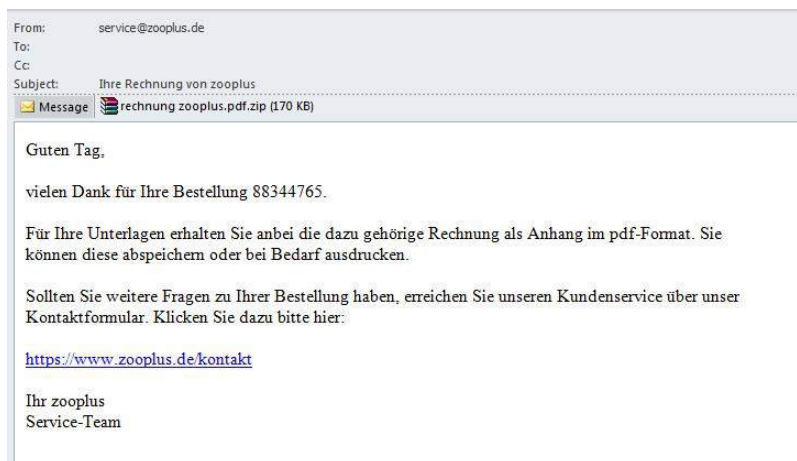 From: service@zooplus.de
To:
Cc:
Subject: Ihre Rechnung von zooplus
Message rechnung zooplus.pdf.zip (170 KB)
Guten Tag,
vielen Dank für Ihre Bestellung 88344765.
Für Ihre Unterlagen erhalten Sie anbei die dazu gehörige Rechnung als Anhang im pdf-Format. Sie
können diese abspeichern oder bei Bedarf ausdrucken.
Sollten Sie weitere Fragen zu Ihrer Bestellung haben, erreichen Sie unseren Kundenservice über unser
Kontaktformular. Klicken Sie dazu bitte hier:
https://www.zooplus.de/kontakt
Ihr zooplus
Service-Team